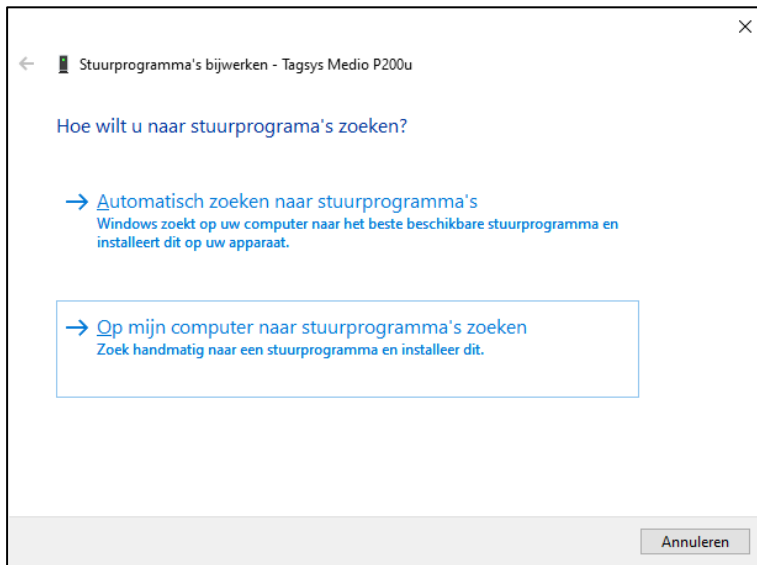 Stuurprogramma's bijwerken - Tagsys Medio P200u
Hoe wilt u naar stuurprograma's zoeken?
Automatisch zoeken naar stuurprogramma's
Windows zoekt op uw computer naar het beste beschikbare stuurprogramma en
installeert dit op uw apparaat.
Op mijn computer naar stuurprogramma's zoeken
Zoek handmatig naar een stuurprogramma en installeer dit.
Annuleren